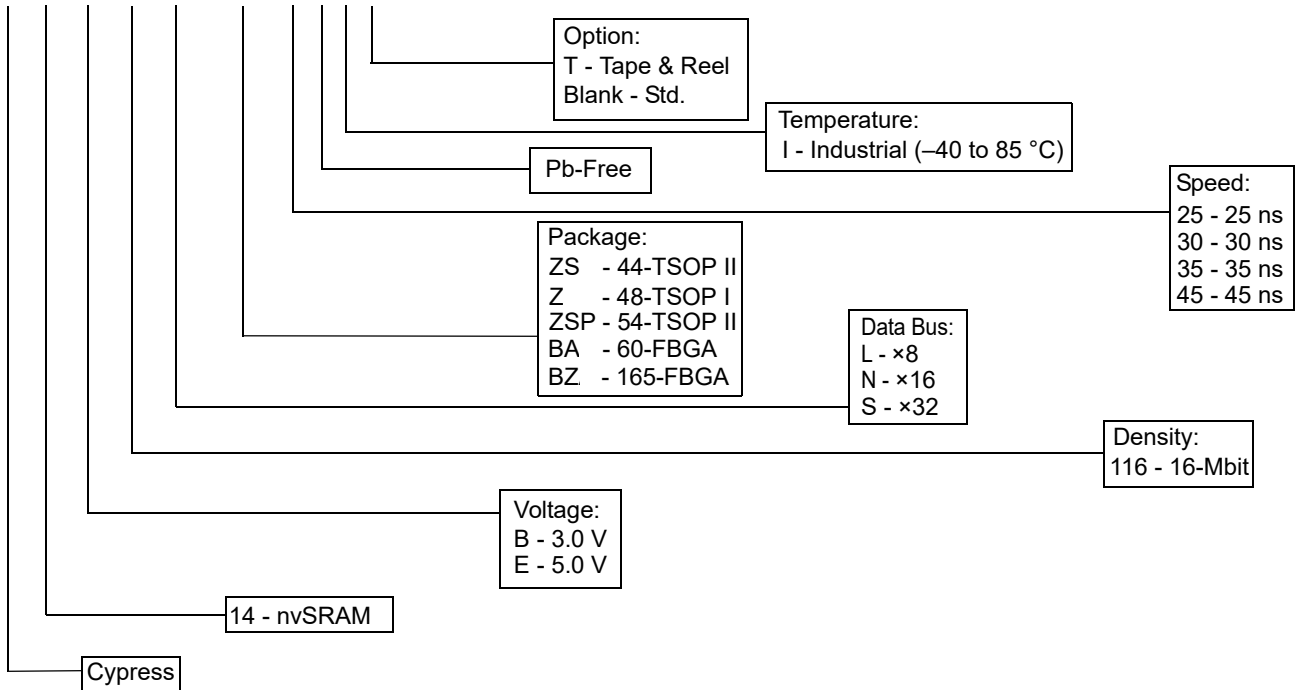 Option:
T - Tape & Reel
Blank - Std.
Temperature:
I - Industrial (–40 to 85 °C)
Pb-Free
Speed:
25 - 25 ns
30 - 30 ns
35 - 35 ns
45 - 45 ns
Package:
ZS - 44-TSOP II
Z - 48-TSOP I
ZSP - 54-TSOP II
BA - 60-FBGA
BZ - 165-FBGA
Data Bus:
L - ×8
N - ×16
S - ×32
Density:
116 - 16-Mbit
Voltage:
B - 3.0 V
E - 5.0 V
14 - nvSRAM
Cypress